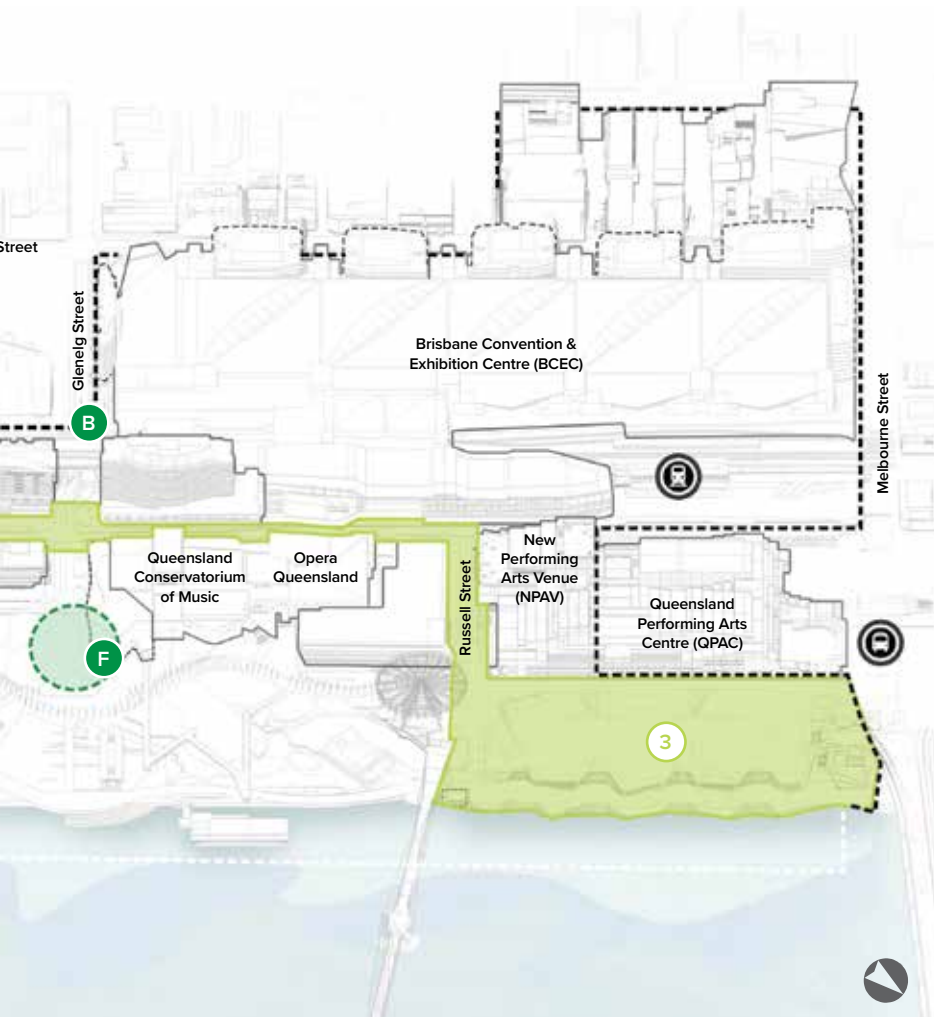 Street
Glenelg Street
Brisbane Convention &
Exhibition Centre (BCEC)
Melbourne Street
B
Queensland
Conservatorium
of Music
Opera
Queensland
Russell Street
New
Performing
Arts Venue
(NPAV)
Queensland
Performing Arts
Centre (QPAC)
F
3